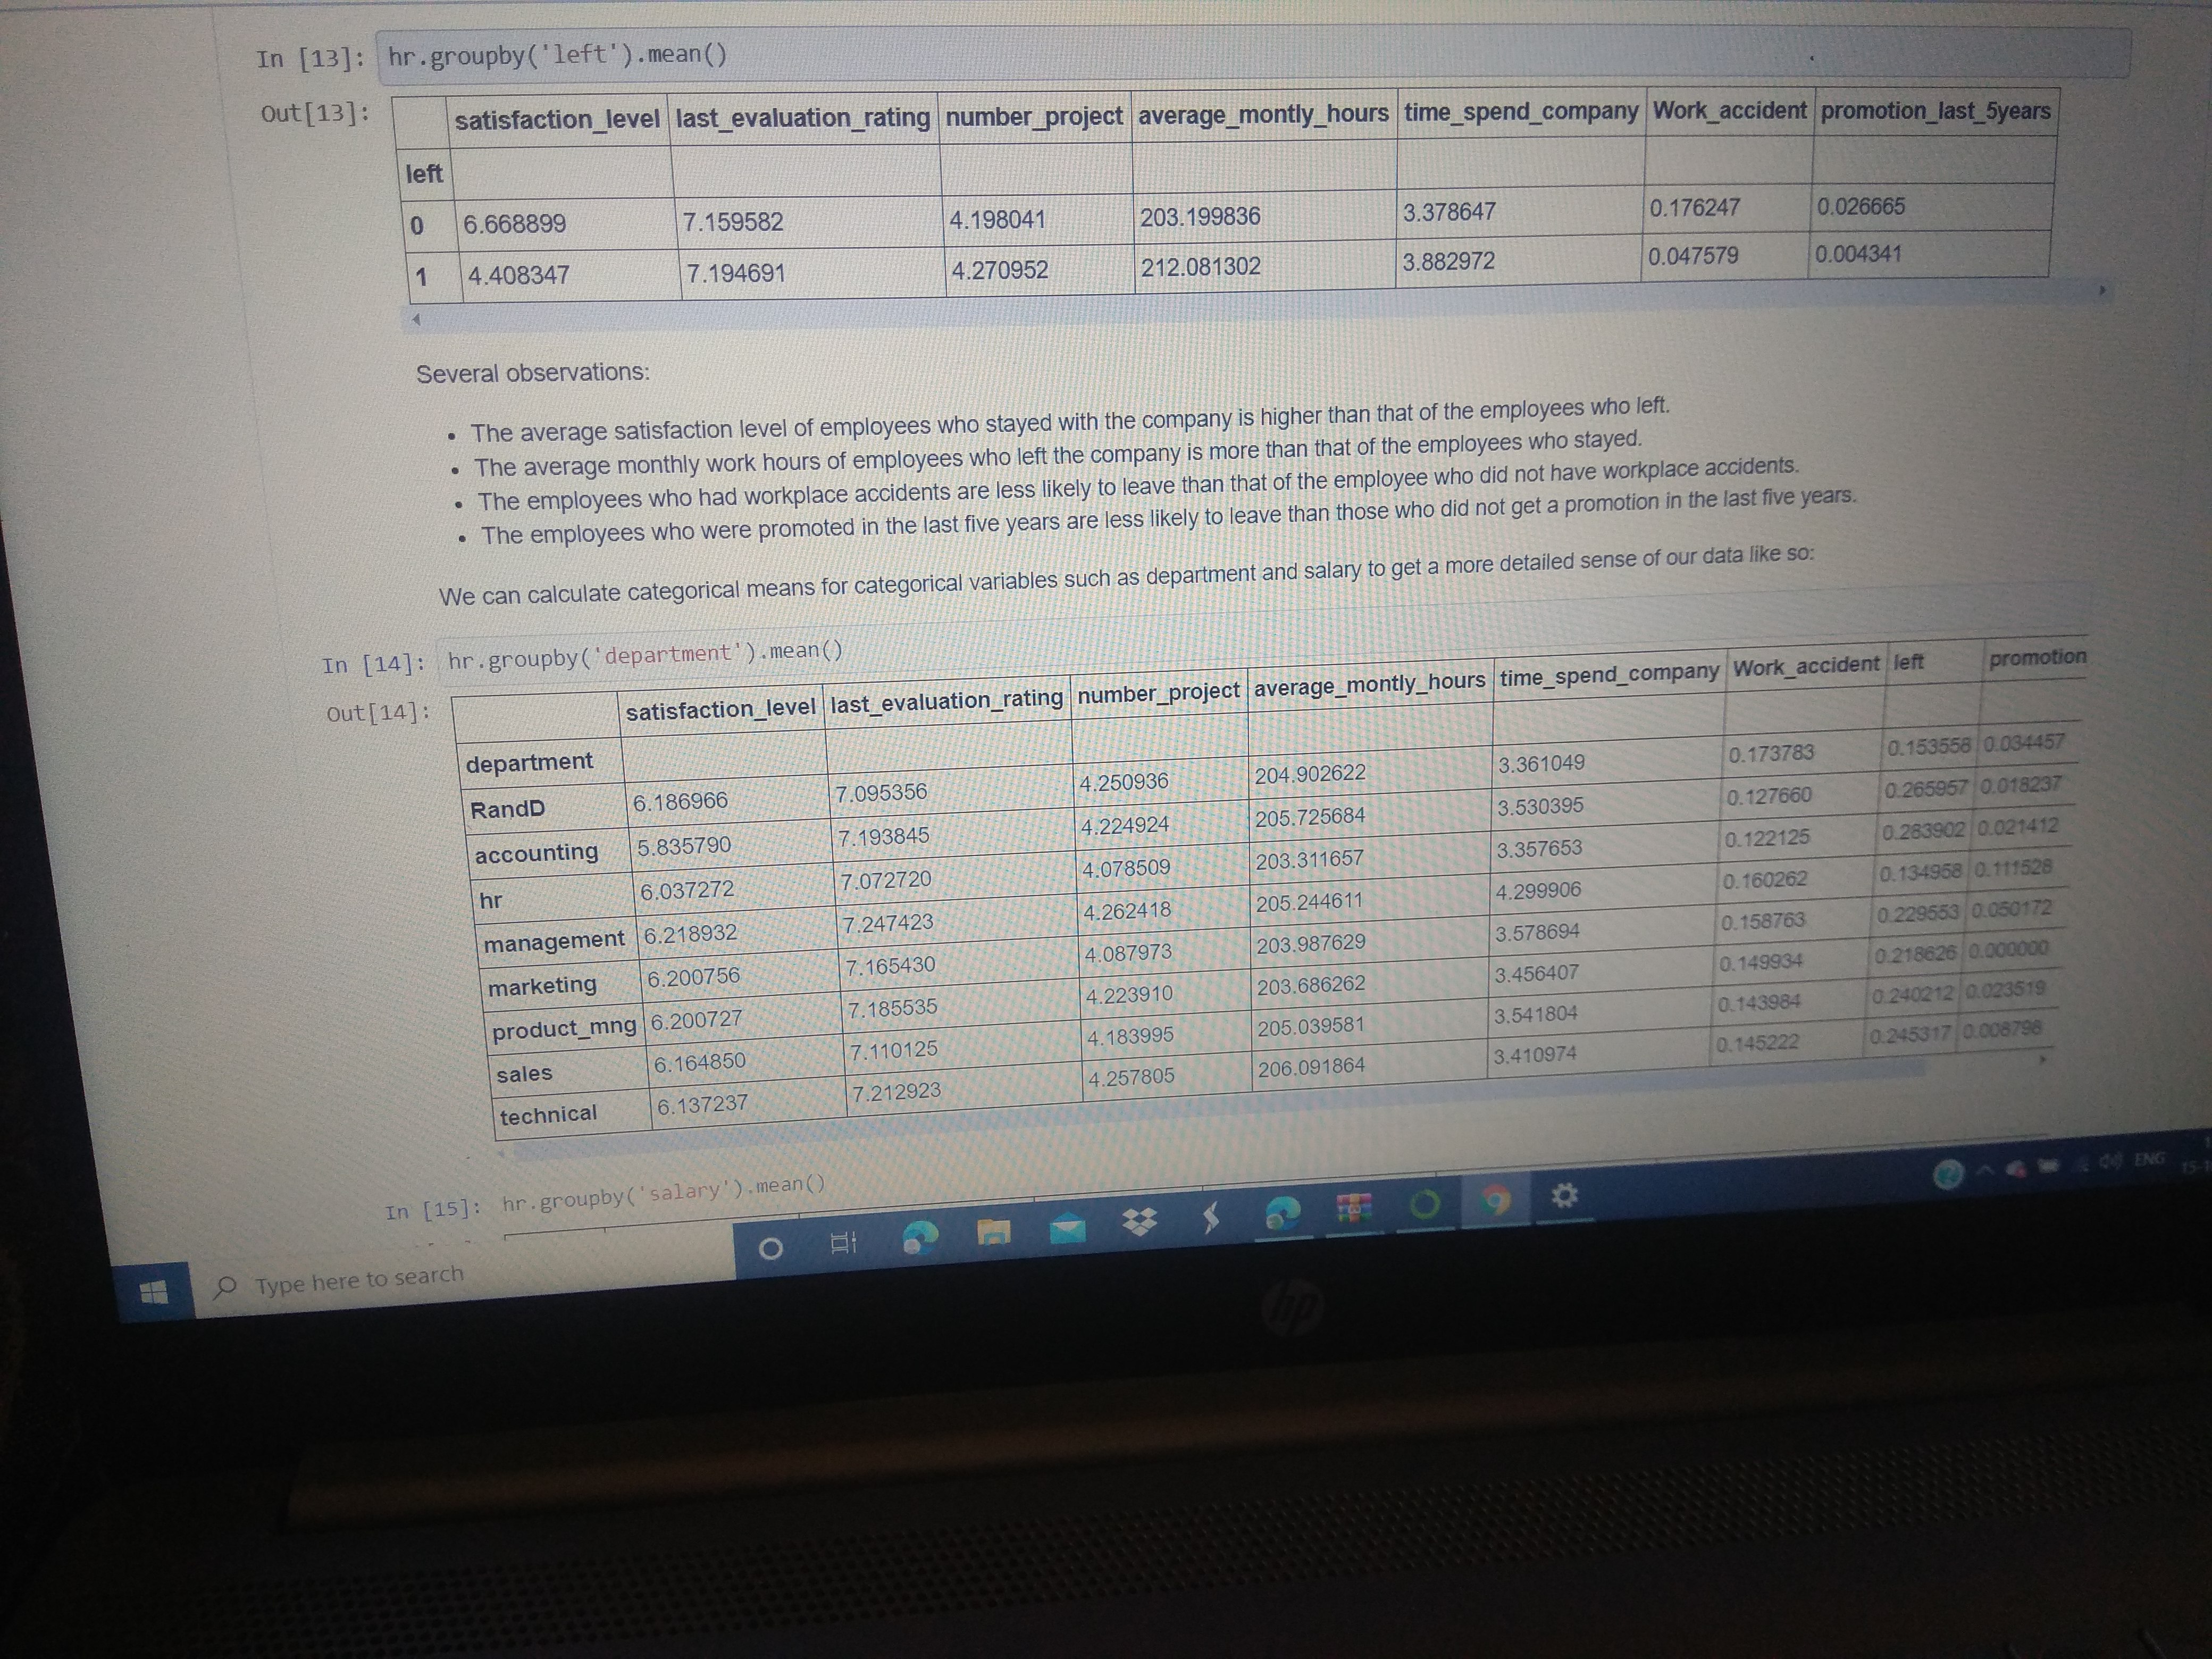 In [13]: hr.groupby('left').mean()
Out[13]:
satisfaction_level last_evaluation_rating number_project average_montly_hours time_spend_company Work_accident promotion_last_5years
left
0 6.668899 7.159582 4.198041 203.199836 3.378647 0.176247 0.026665
1 4.408347 7.194691 4.270952 212.081302 3.882972 0.047579 0.004341
Several observations:
• The average satisfaction level of employees who stayed with the company is higher than that of the employees who left.
• The average monthly work hours of employees who left the company is more than that of the employees who stayed.
• The employees who had workplace accidents are less likely to leave than that of the employee who did not have workplace accidents.
• The employees who were promoted in the last five years are less likely to leave than those who did not get a promotion in the last five years.
We can calculate categorical means for categorical variables such as department and salary to get a more detailed sense of our data like so:
In [14]: hr.groupby('department').mean()
Out[14]:
satisfaction_level last_evaluation_rating number_project average_montly_hours time_spend_company Work_accident left promotion
department
RandD 6.186966 7.095356 4.250936 204.902622 3.361049 0.173783 0.153558 0.034457
accounting 5.835790 7.193845 4.224924 205.725684 3.530395 0.127660 0.265957 0.018237
hr 6.037272 7.072720 4.078509 203.311657 3.357653 0.122125 0.283902 0.021412
management 6.218932 7.247423 4.262418 205.244611 4.299906 0.160262 0.134958 0.111528
marketing 6.200756 7.165430 4.087973 203.987629 3.578694 0.158763 0.229553 0.050172
product_mng 6.200727 7.185535 4.223910 203.686262 3.456407 0.149934 0.218626 0.000000
sales 6.164850 7.110125 4.183995 205.039581 3.541804 0.143984 0.240212 0.023519
technical 6.137237 7.212923 4.257805 206.091864 3.410974 0.145222 0.245317 0.008798
In [15]: hr.groupby('salary').mean()
Type here to search
ENG
hp